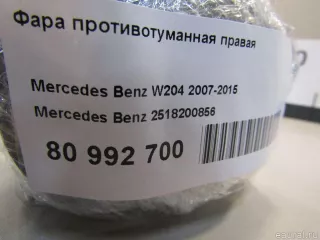 Фара противотуманная правая
Mercedes Benz W204 2007-2015
Mercedes Benz 2518200856
80 992 700